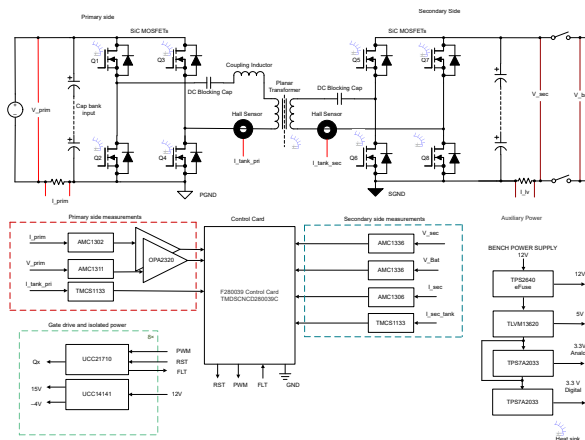 Primary side
Secondary Side
SiC MOSFETs
SiC MOSFETs
Q1
Q3
Coupling Inductor
Q5
Q7
DC Blocking Cap
Planer
Transformer
DC Blocking Cap
V_prim
Cap bank
input
Hall Sensor
Hall Sensor
V_sec
V_b
Q2
Q4
I_tank_pri
I_tank_sec
Q6
Q8
I_prim
PGND
SGND
I_lv
Primary side measurements
Control Card
Secondary side measurements
Auxiliary Power
I_prim
AMC1302
V_prim
AMC1311
OPA2320
I_tank_pri
TMCS1133
F280039 Control Card
TMDSCNCD280039C
AMC1336
V_sec
AMC1336
V_Bat
AMC1306
I_sec
TMCS1133
I_sec_tank
BENCH POWER SUPPLY
12V
TPS2640
eFuse
12V
TLVM13620
5V
TPS7A2033
3.3V
Analog
TPS7A2033
3.3 V
Digital
Heat sink
Gate drive and isolated power
8×
Qx
UCC21710
PWM
RST
FLT
15V
–4V
UCC14141
12V
RST
PWM
FLT
GND